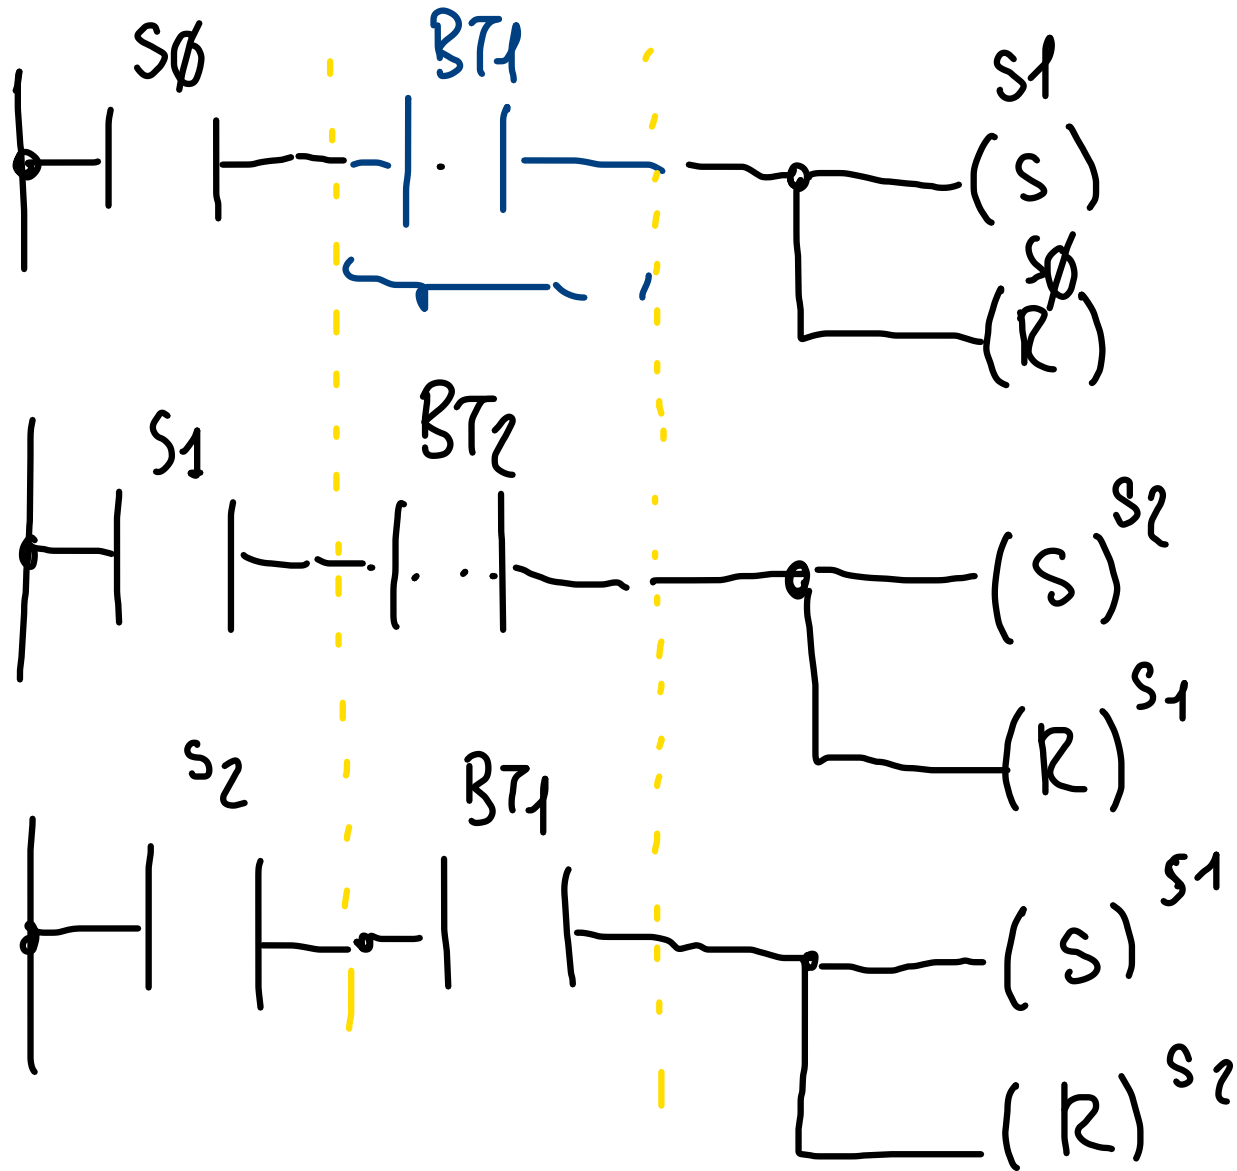 SØ BT1 S1
(S)
SØ
(R)
S1 BT2 S2
(S)
S1
(R)
S2 BT1 S1
(S)
S2
(R)